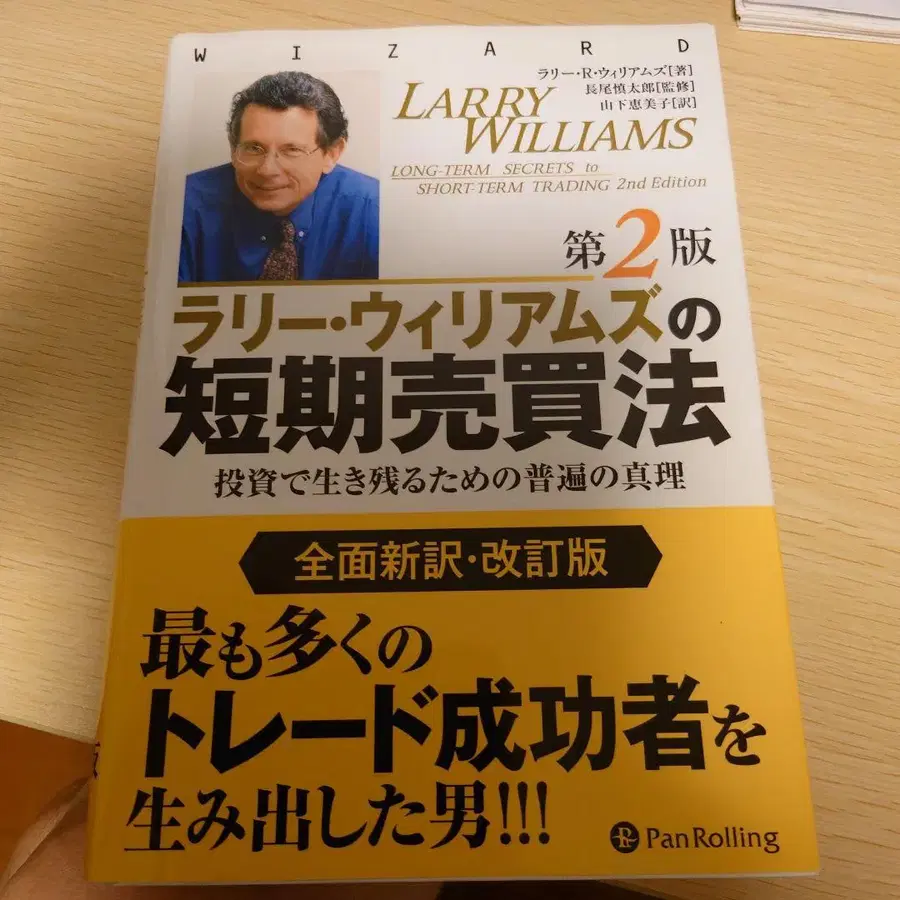 WIZARD
ラリー・R・ウィリアムズ[著]
長尾慎太郎[監修]
山下恵美子[訳]
LARRY
WILLIAMS
LONG-TERM SECRETS to
SHORT-TERM TRADING 2nd Edition
第2版
ラリー・ウィリアムズの
短期売買法
投資で生き残るための普遍の真理
全面新訳・改訂版
最も多くの
トレード成功者を
生み出した男!!!
PanRolling